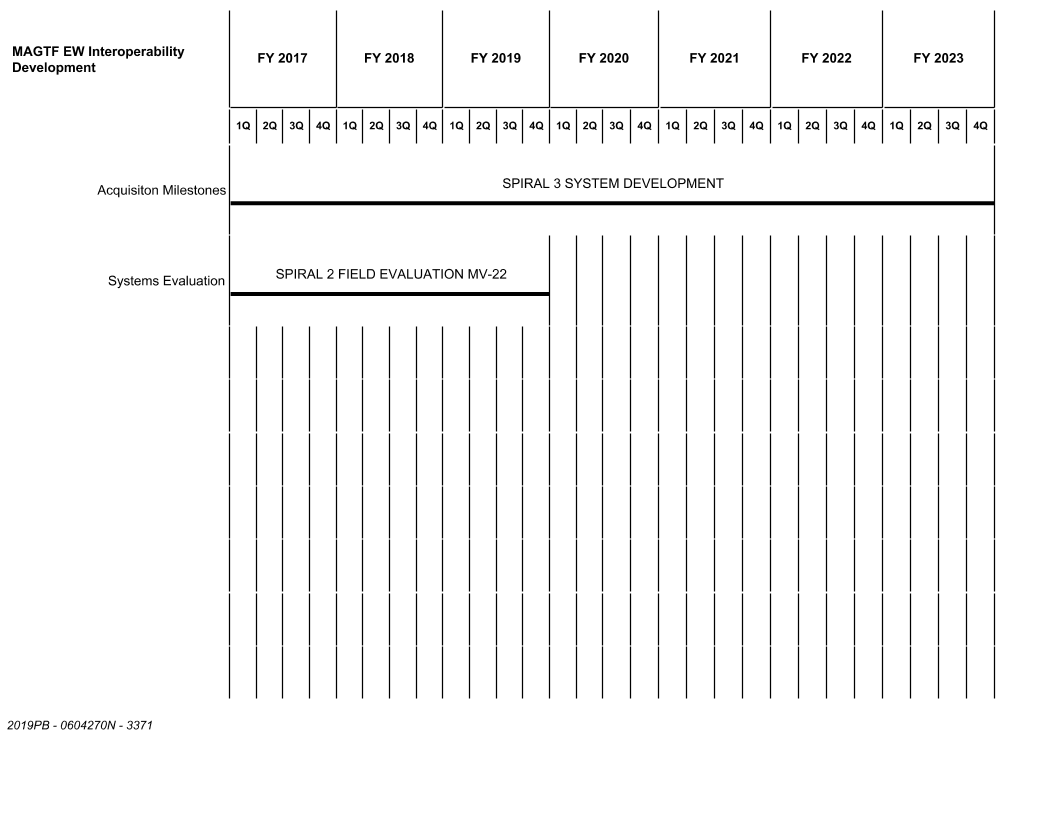 MAGTF EW Interoperability
Development
FY 2017 FY 2018 FY 2019 FY 2020 FY 2021 FY 2022 FY 2023
1Q 2Q 3Q 4Q 1Q 2Q 3Q 4Q 1Q 2Q 3Q 4Q 1Q 2Q 3Q 4Q 1Q 2Q 3Q 4Q 1Q 2Q 3Q 4Q 1Q 2Q 3Q 4Q
Acquisiton Milestones
SPIRAL 3 SYSTEM DEVELOPMENT
Systems Evaluation
SPIRAL 2 FIELD EVALUATION MV-22
2019PB - 0604270N - 3371